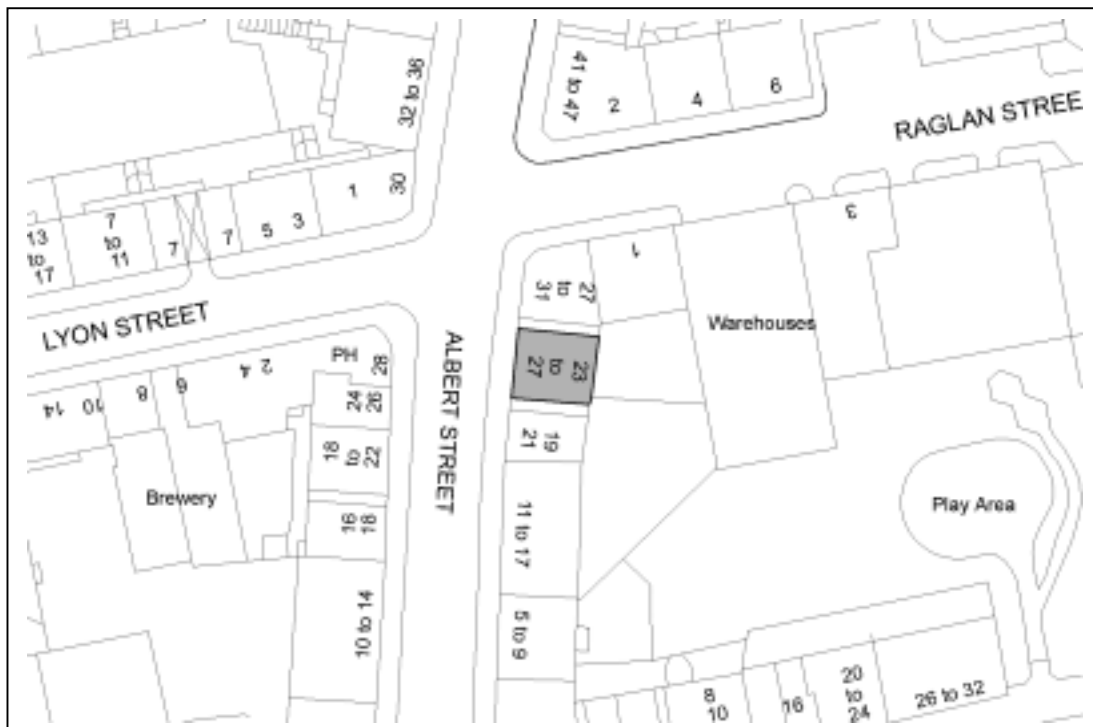 32 to 36
41 to 47
2
4
6
RAGLAN STREE
1
30
3
5
7
7
7
to
11
13
to
17
LYON STREET
27
to
31
1
3
Warehouses
ALBERT STREET
23
to
27
PH
28
2 4
6
8
10
14
24
26
18
to
22
19
21
Brewery
16
18
11 to 17
Play Area
10 to 14
5 to 9
8
10
16
20
to
24
26 to 32